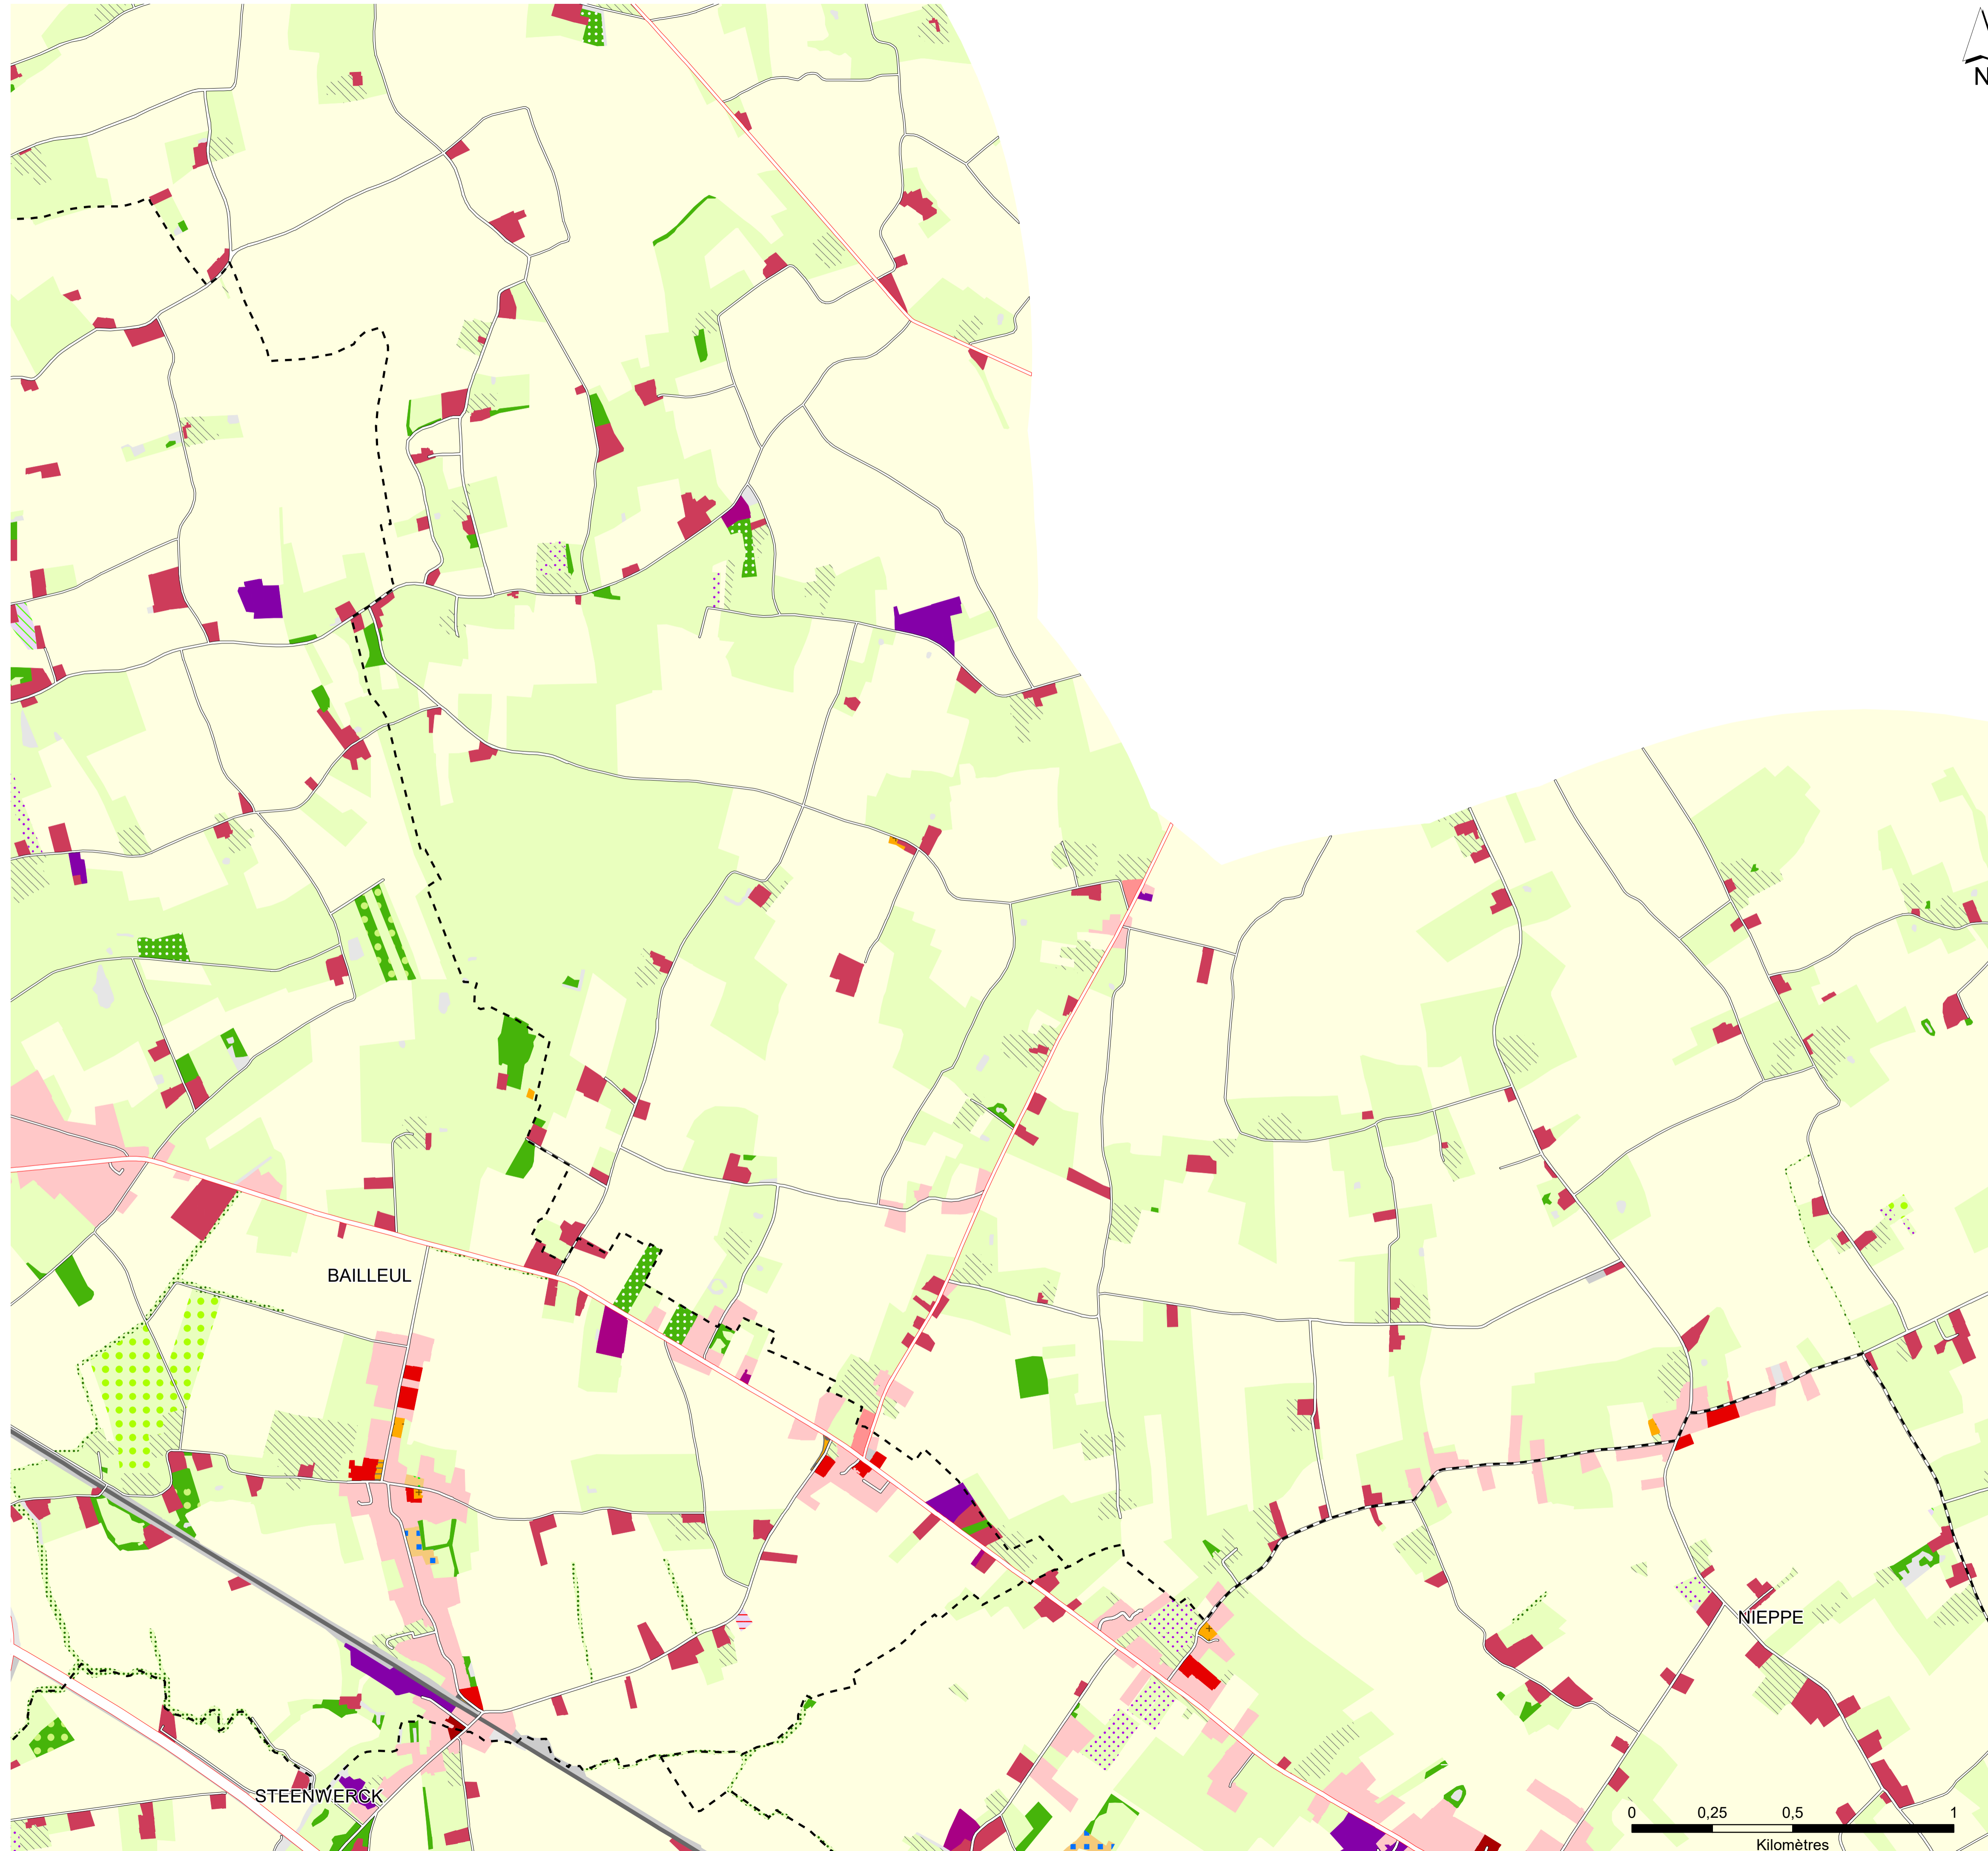 N
BAILLEUL
NIEPPE
STEENWERCK
0 0,25 0,5 1
Kilomètres